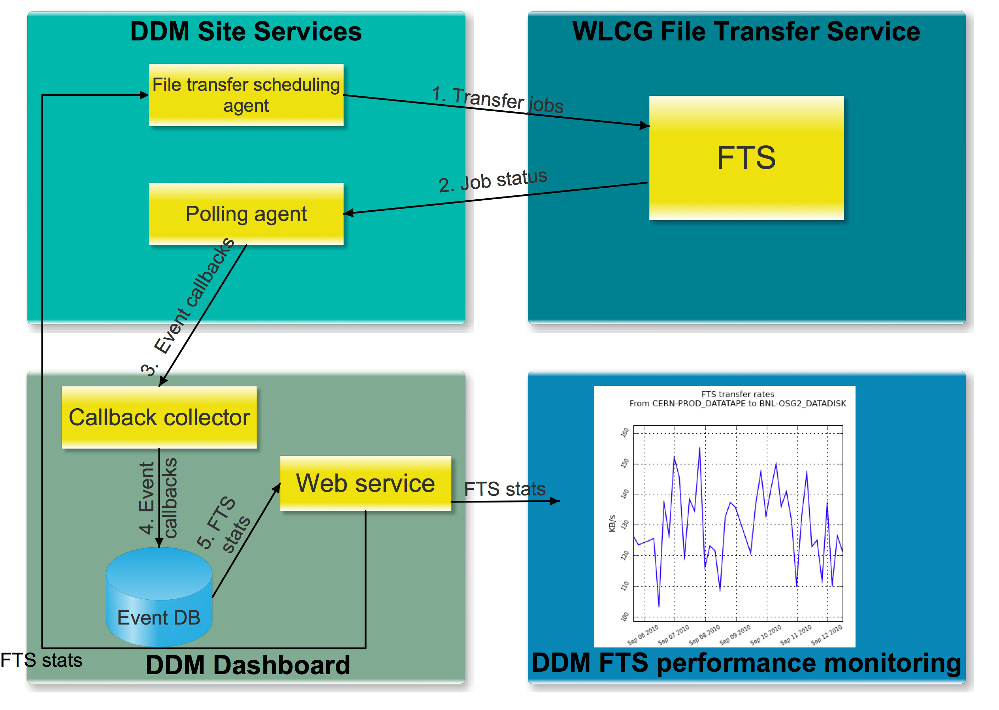 DDM Site Services
File transfer scheduling
agent
Polling agent
1. Transfer jobs
2. Job status
WLCG File Transfer Service
FTS
3. Event callbacks
Callback collector
4. Event
callbacks
Event DB
5. FTS
stats
Web service
FTS stats
FTS stats
DDM Dashboard
FTS transfer rates
From CERN-PROD_DATATAPE to BNL-OSG2_DATADISK
KB/s
160
150
140
130
120
110
100
Sep 06 2010
Sep 07 2010
Sep 08 2010
Sep 09 2010
Sep 10 2010
Sep 11 2010
Sep 12 2010
DDM FTS performance monitoring